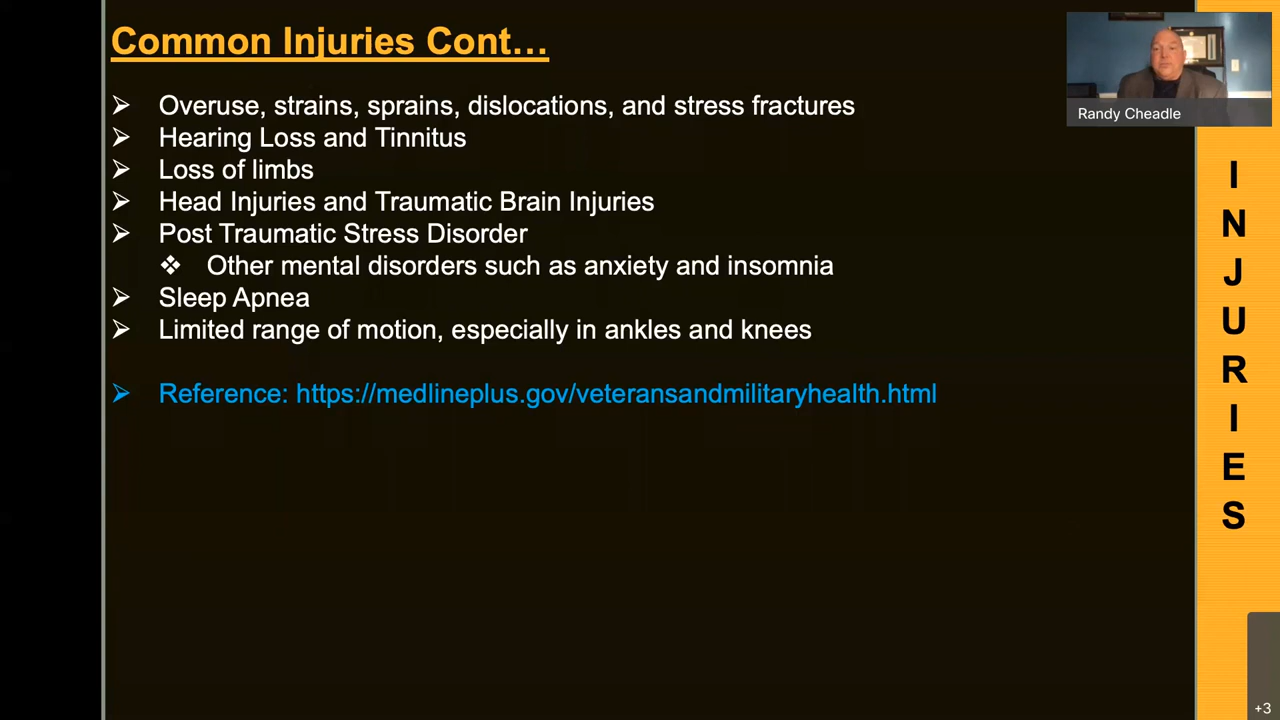 Common Injuries Cont…
➢ Overuse, strains, sprains, dislocations, and stress fractures
➢ Hearing Loss and Tinnitus
➢ Loss of limbs
➢ Head Injuries and Traumatic Brain Injuries
➢ Post Traumatic Stress Disorder
❖ Other mental disorders such as anxiety and insomnia
➢ Sleep Apnea
➢ Limited range of motion, especially in ankles and knees
➢ Reference: https://medlineplus.gov/veteransandmilitaryhealth.html
Randy Cheadle
I
N
J
U
R
I
E
S
+3